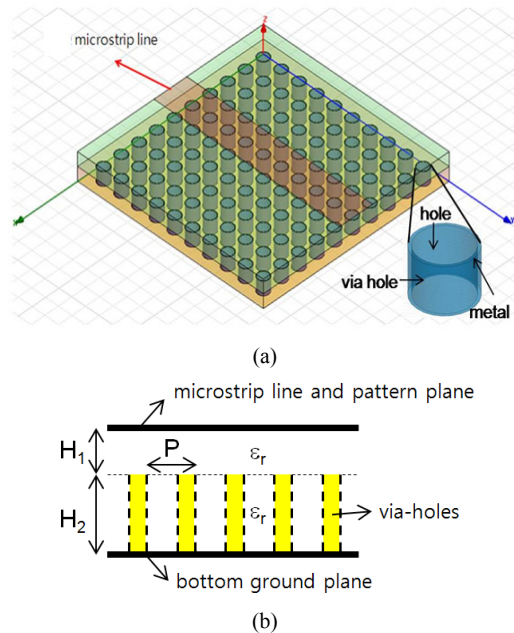 z
microstrip line
x
hole
via hole
metal
(a)
microstrip line and pattern plane
H1
P
εr
H2
εr
via-holes
bottom ground plane
(b)